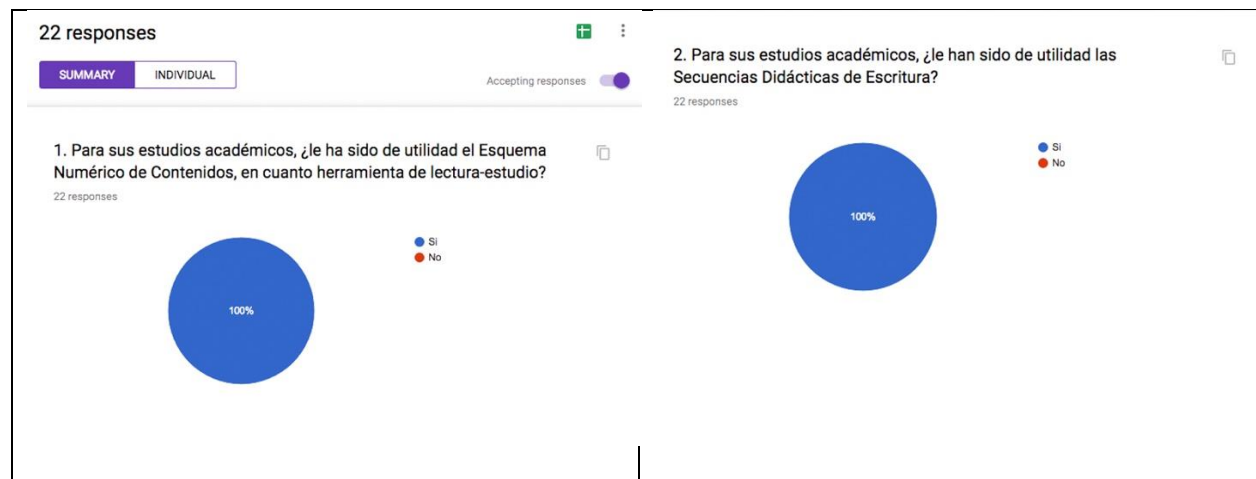 22 responses
SUMMARY
INDIVIDUAL
Accepting responses
1. Para sus estudios académicos, ¿le ha sido de utilidad el Esquema
Numérico de Contenidos, en cuanto herramienta de lectura-estudio?
22 responses
Si
No
100%
2. Para sus estudios académicos, ¿le han sido de utilidad las
Secuencias Didácticas de Escritura?
22 responses
Si
No
100%